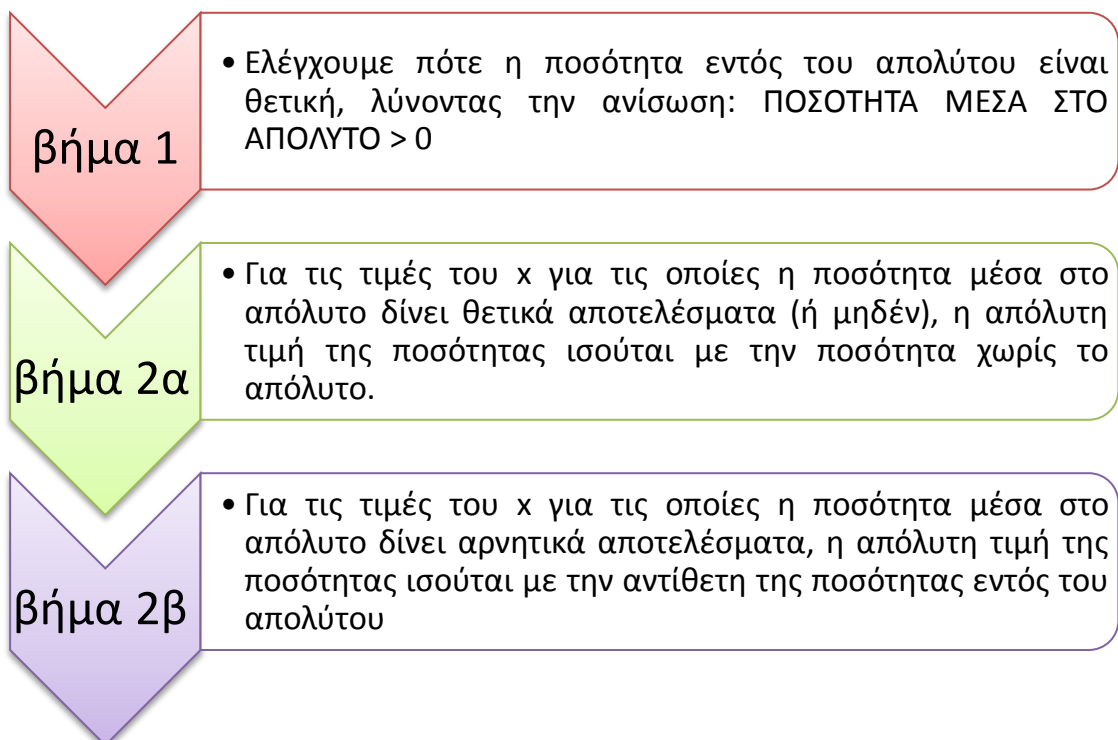 βήμα 1
• Ελέγχουμε πότε η ποσότητα εντός του απολύτου είναι
θετική, λύνοντας την ανίσωση: ΠΟΣΟΤΗΤΑ ΜΕΣΑ ΣΤΟ
ΑΠΟΛΥΤΟ > 0
βήμα 2α
• Για τις τιμές του x για τις οποίες η ποσότητα μέσα στο
απόλυτο δίνει θετικά αποτελέσματα (ή μηδέν), η απόλυτη
τιμή της ποσότητας ισούται με την ποσότητα χωρίς το
απόλυτο.
βήμα 2β
• Για τις τιμές του x για τις οποίες η ποσότητα μέσα στο
απόλυτο δίνει αρνητικά αποτελέσματα, η απόλυτη τιμή της
ποσότητας ισούται με την αντίθετη της ποσότητας εντός του
απολύτου